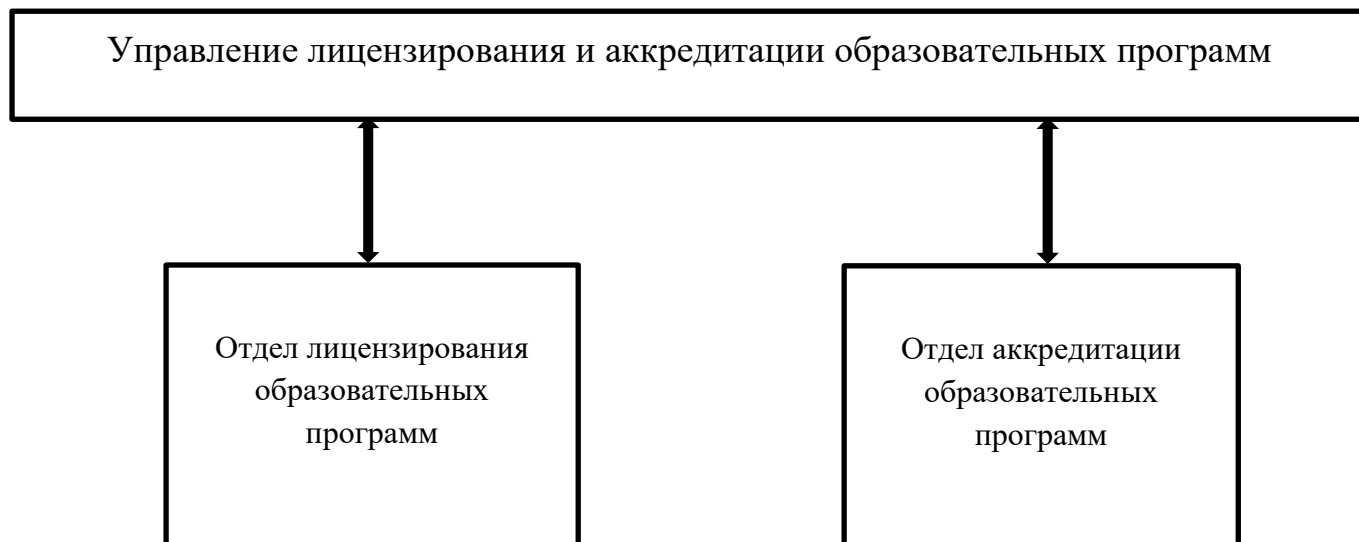 Управление лицензирования и аккредитации образовательных программ
Отдел лицензирования
образовательных
программ
Отдел аккредитации
образовательных
программ